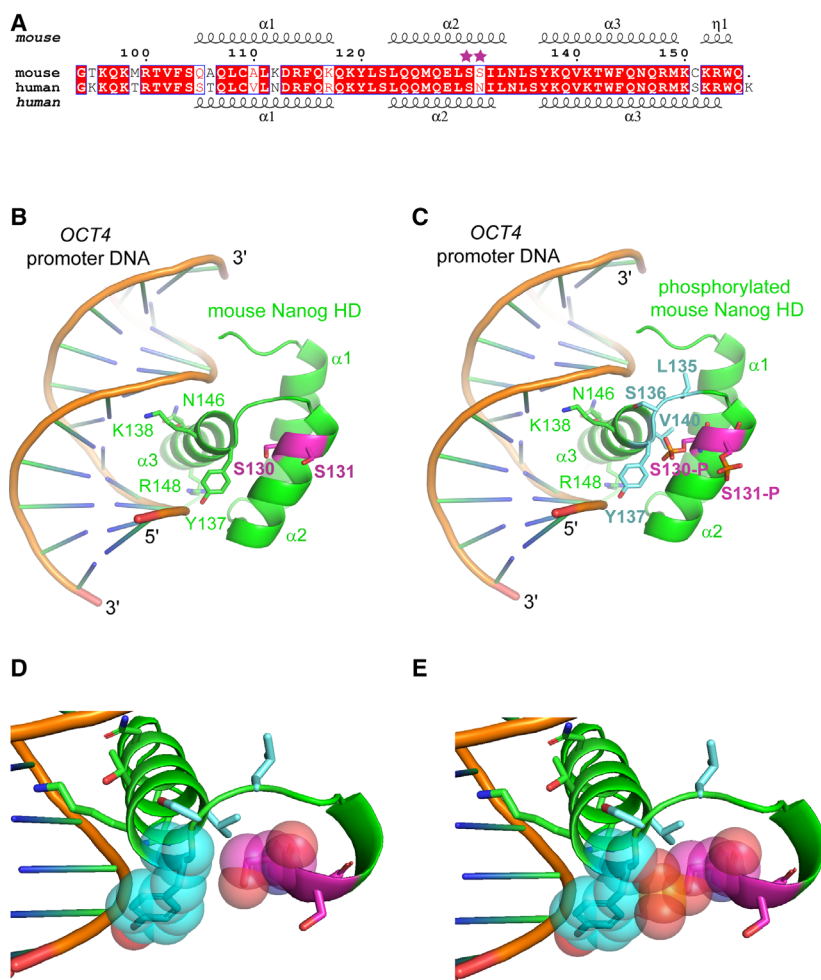 A
mouse α1 α2 α3 η1
100 110 120 140 150
mouse GTKQKMRTVFSQAQLCALKDRFQKQKYLSLQQMQELSSILNLSYKQVKTWFQNQRMKCKRWQ.
human GKKQKTRTVFSSTQLCVLNDRFQRQKYLSLQQMQELSNILNLSYKQVKTWFQNQRMKSKRWQK
human α1 α2 α3
B
OCT4
promoter DNA
3'
mouse Nanog HD
α1
N146
K138
α3
S130
S131
R148
Y137
5'
α2
3'
C
OCT4
promoter DNA
3'
phosphorylated
mouse Nanog HD
α1
L135
S136
N146
V140
K138
α3
S130-P
R148
S131-P
Y137
5'
α2
3'
D
E